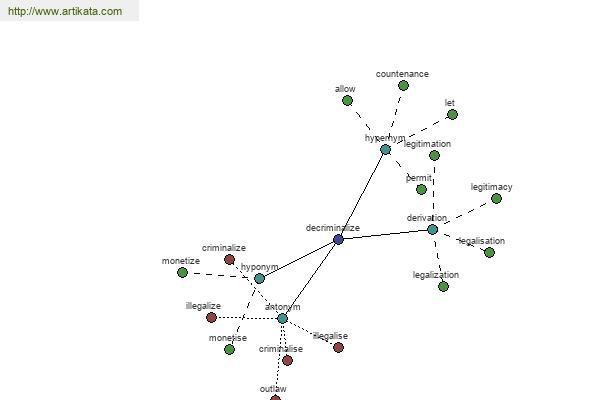 http://www.artikata.com
countenance
allow
let
hypernym
legitimation
permit
legitimacy
derivation
decriminalize
legalisation
criminalize
monetize
hyponym
legalization
illegalize
antonym
monetise
criminalise
illegalise
outlaw